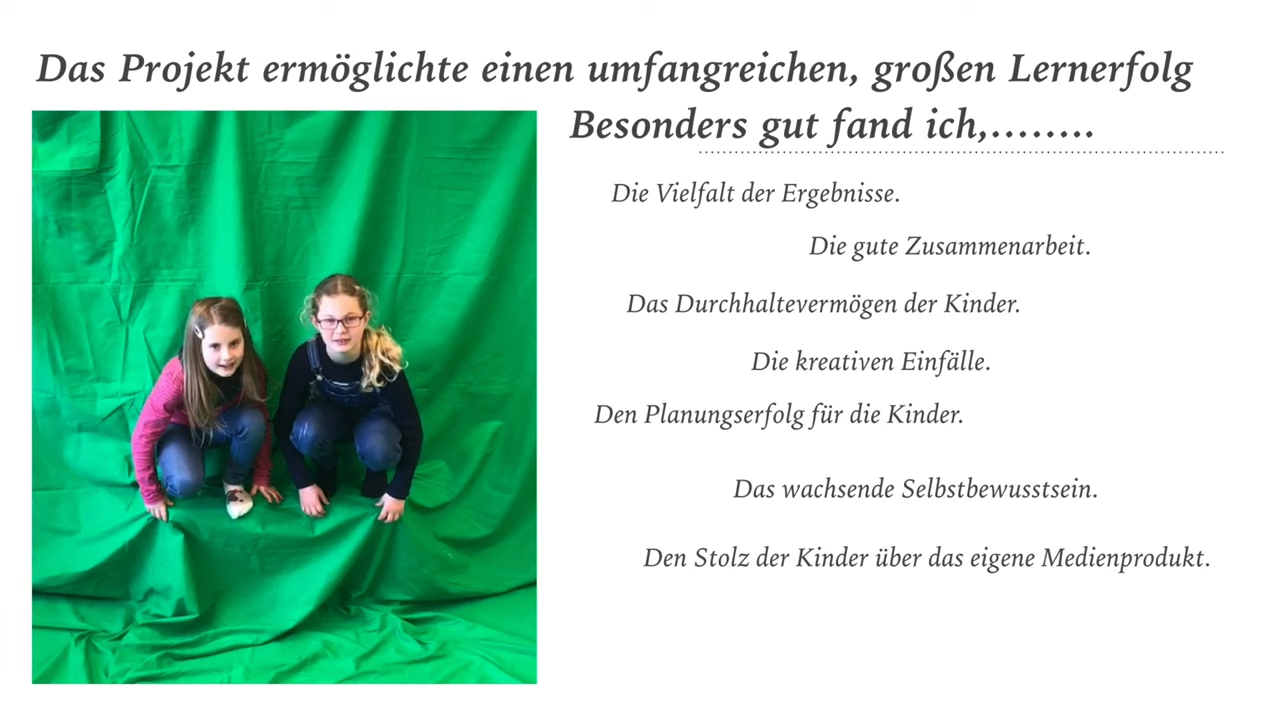 Das Projekt ermöglichte einen umfangreichen, großen Lernerfolg
Besonders gut fand ich,........
Die Vielfalt der Ergebnisse.
Die gute Zusammenarbeit.
Das Durchhaltevermögen der Kinder.
Die kreativen Einfälle.
Den Planungserfolg für die Kinder.
Das wachsende Selbstbewusstsein.
Den Stolz der Kinder über das eigene Medienprodukt.